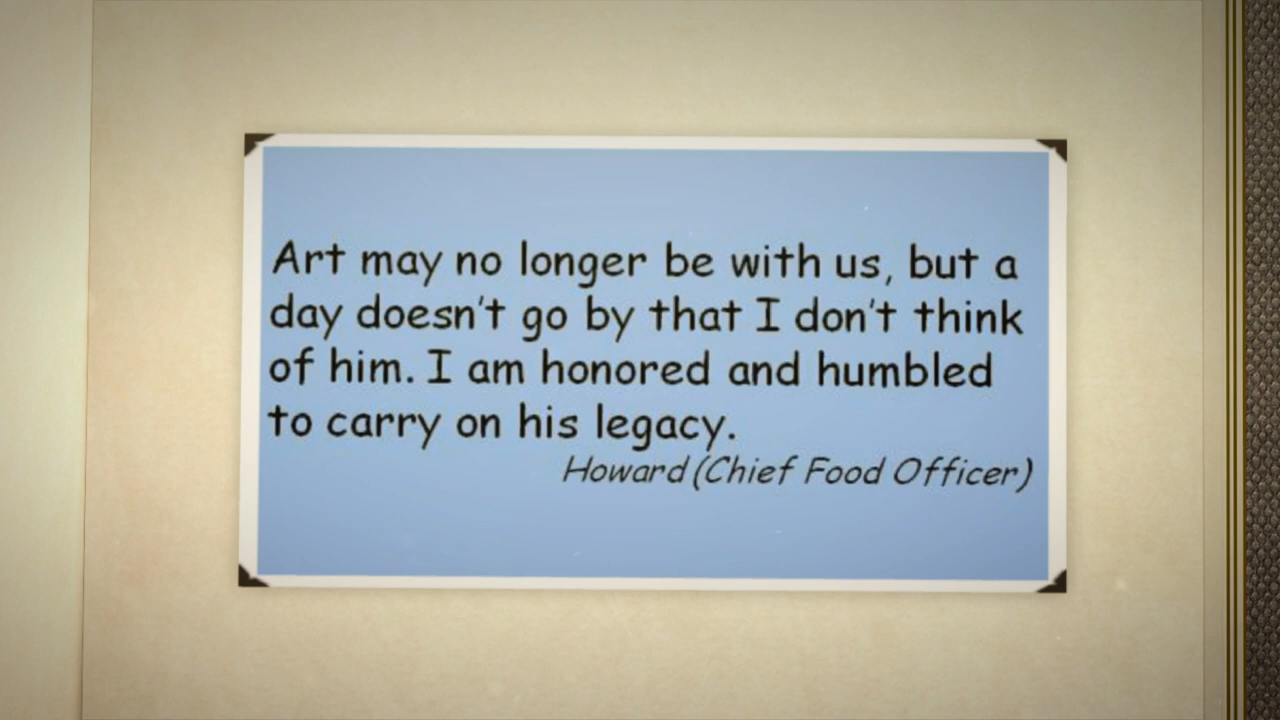 Art may no longer be with us, but a
day doesn't go by that I don't think
of him. I am honored and humbled
to carry on his legacy.
Howard (Chief Food Officer)